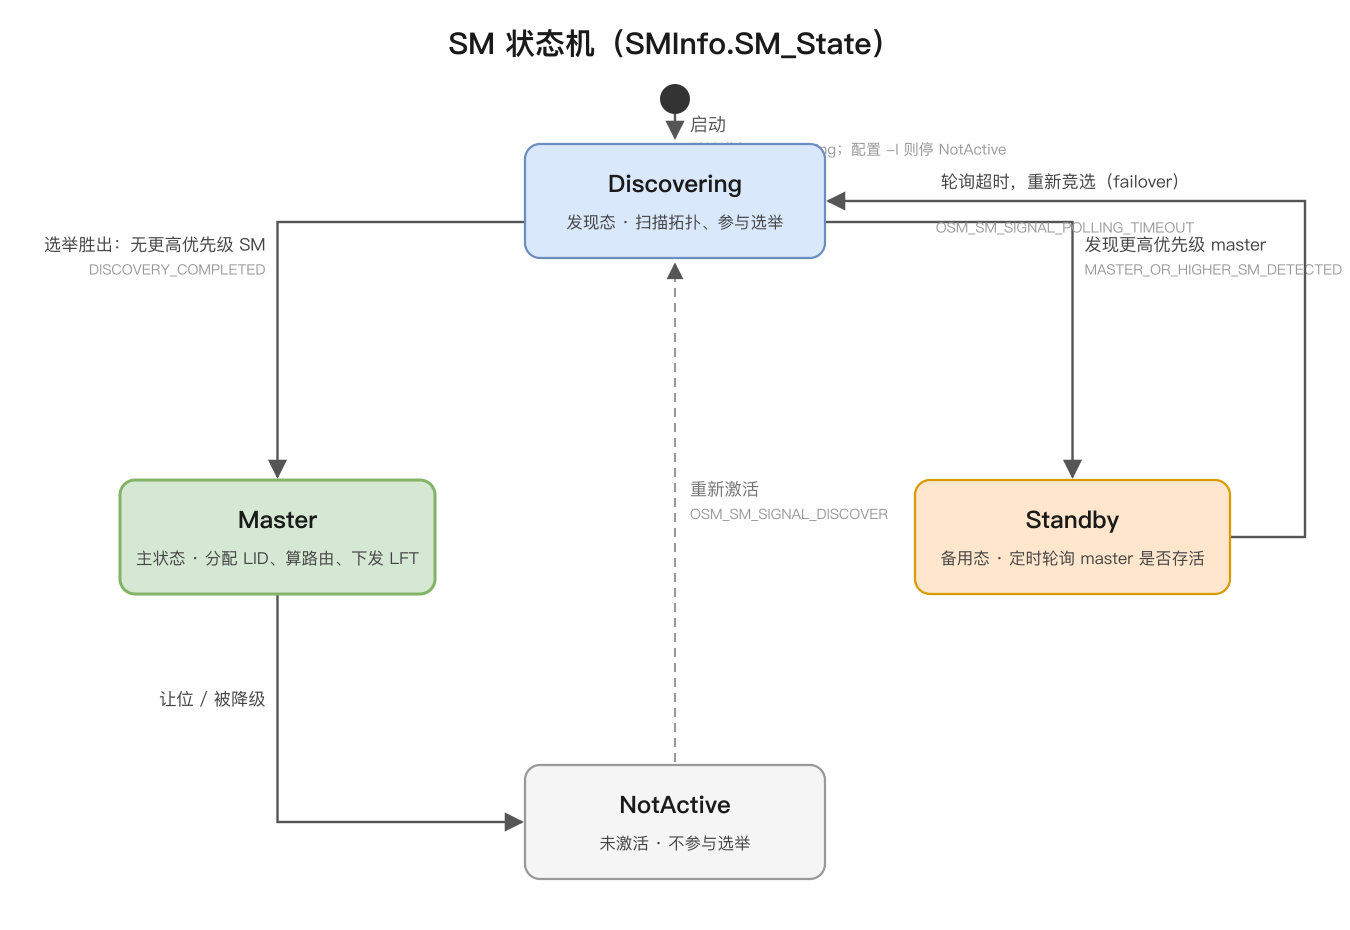 SM 状态机（SMInfo.SM_State）
启动
ng；配置 -I 则停 NotActive
Discovering
发现态 · 扫描拓扑、参与选举
轮询超时，重新竞选（failover）
OSM_SM_SIGNAL_POLLING_TIMEOUT
选举胜出：无更高优先级 SM
DISCOVERY_COMPLETED
发现更高优先级 master
MASTER_OR_HIGHER_SM_DETECTED
重新激活
OSM_SM_SIGNAL_DISCOVER
Master
主状态 · 分配 LID、算路由、下发 LFT
Standby
备用态 · 定时轮询 master 是否存活
让位 / 被降级
NotActive
未激活 · 不参与选举